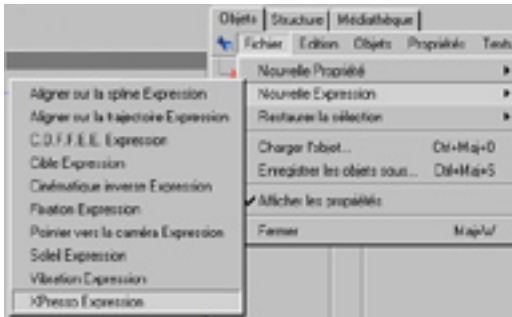 Objets Structure Médiathèque
Fichier Edition Objets Propriétés Textu
Nouvelle Propriété
Nouvelle Expression
Restaurer la sélection
Charger l'objet... Ctrl+Maj+O
Enregistrer les objets sous... Ctrl+Maj+S
Afficher les propriétés
Fermer Maj+W
Aligner sur la spline Expression
Aligner sur la trajectoire Expression
C.O.F.F.E.E. Expression
Cible Expression
Cinématique inverse Expression
Fixation Expression
Pointer vers la caméra Expression
Soleil Expression
Vibration Expression
XPresso Expression